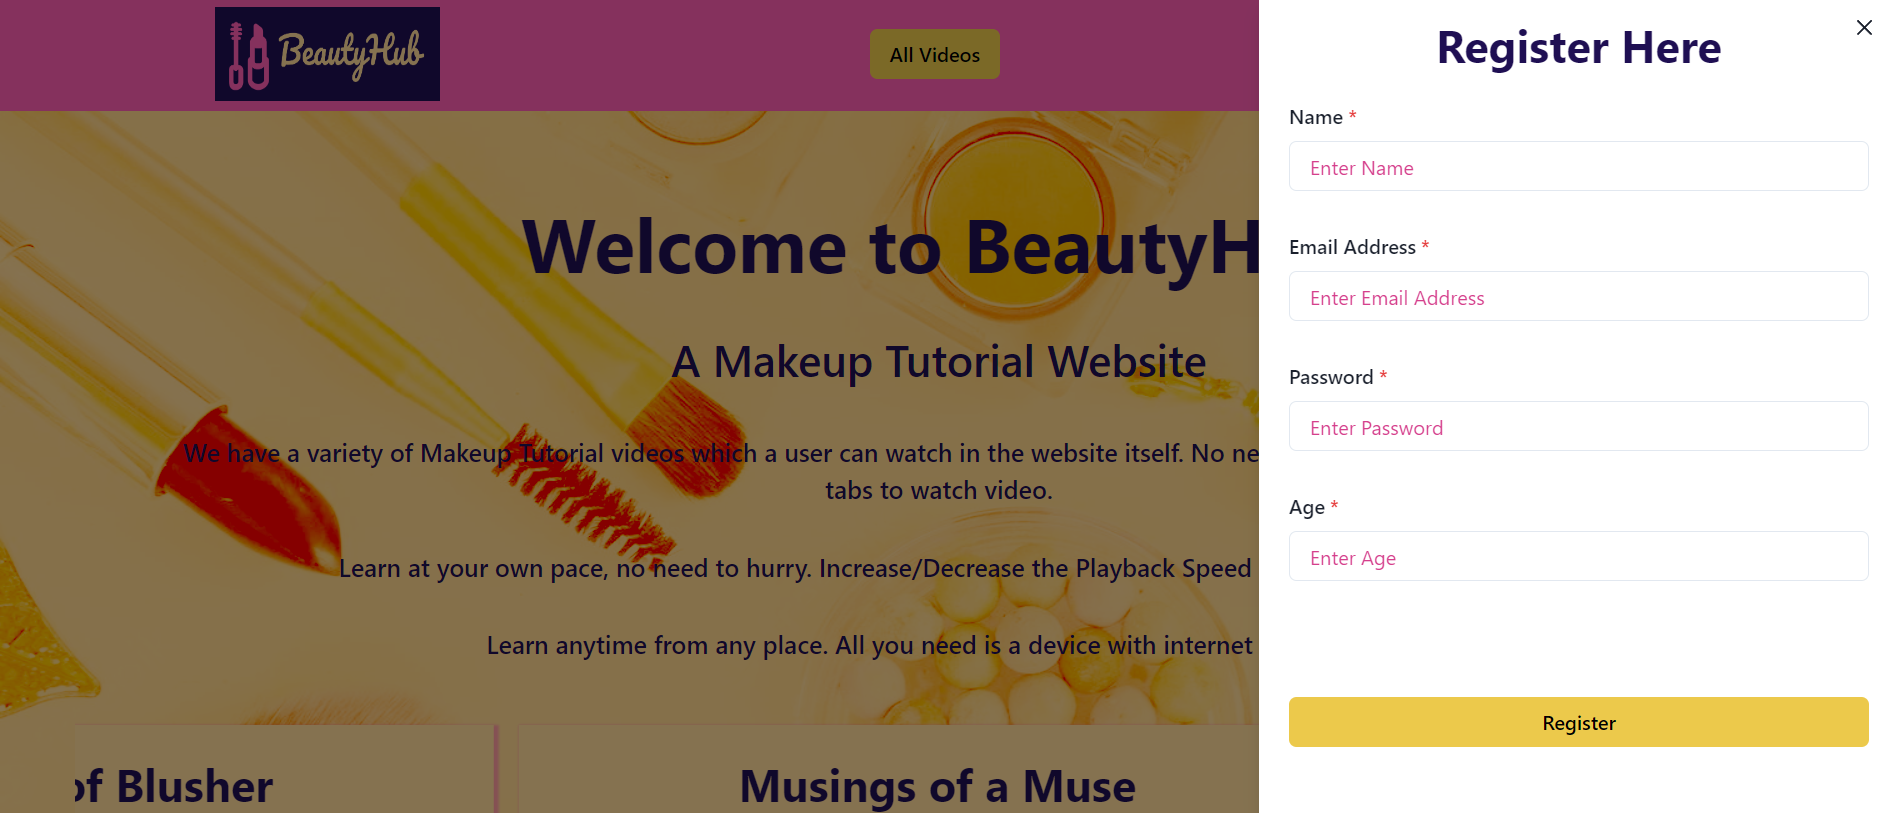 BeautyHub
All Videos
Welcome to BeautyH
A Makeup Tutorial Website
We have a variety of Makeup Tutorial videos which a user can watch in the website itself. No ne
tabs to watch video.
Learn at your own pace, no need to hurry. Increase/Decrease the Playback Speed
Learn anytime from any place. All you need is a device with internet
of Blusher
Musings of a Muse
Register Here
Name *
Enter Name
Email Address *
Enter Email Address
Password *
Enter Password
Age *
Enter Age
Register